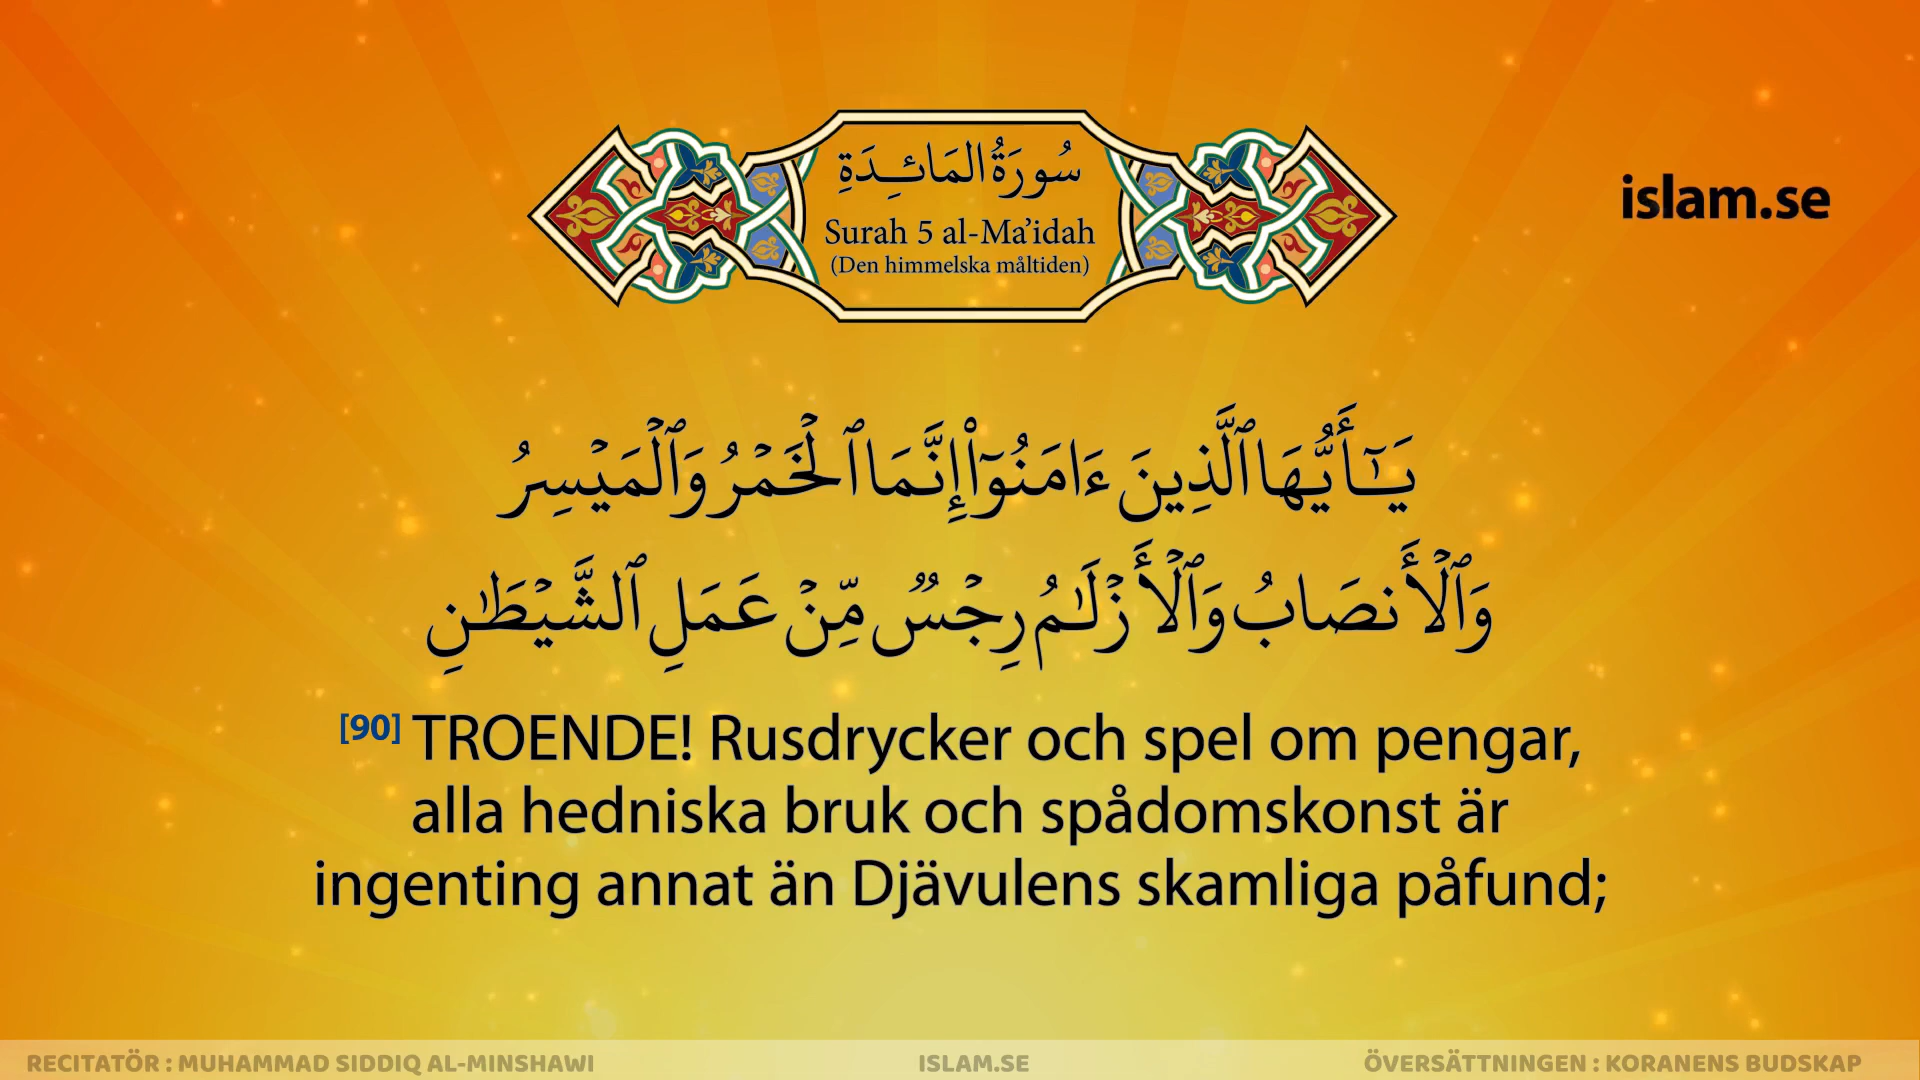 سُورَةُ المَائِدَةِ
Surah 5 al-Ma’idah
(Den himmelska måltiden)
islam.se
يَـٰٓأَيُّهَا ٱلَّذِينَ ءَامَنُوٓا۟ إِنَّمَا ٱلْخَمْرُ وَٱلْمَيْسِرُ
وَٱلْأَنصَابُ وَٱلْأَزْلَـٰمُ رِجْسٌ مِّنْ عَمَلِ ٱلشَّيْطَـٰنِ
[90] TROENDE! Rusdrycker och spel om pengar,
alla hedniska bruk och spådomskonst är
ingenting annat än Djävulens skamliga påfund;
RECITATÖR : MUHAMMAD SIDDIQ AL-MINSHAWI
ISLAM.SE
ÖVERSÄTTNINGEN : KORANENS BUDSKAP